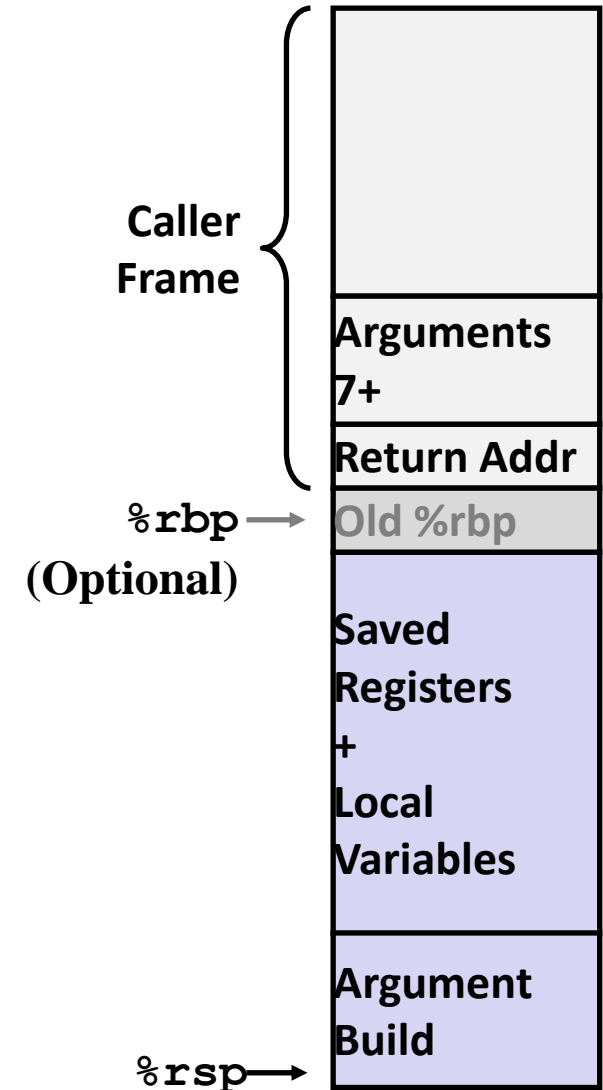 Caller
Frame
Arguments
7+
Return Addr
%rbp
Old %rbp
(Optional)
Saved
Registers
+
Local
Variables
Argument
Build
%rsp